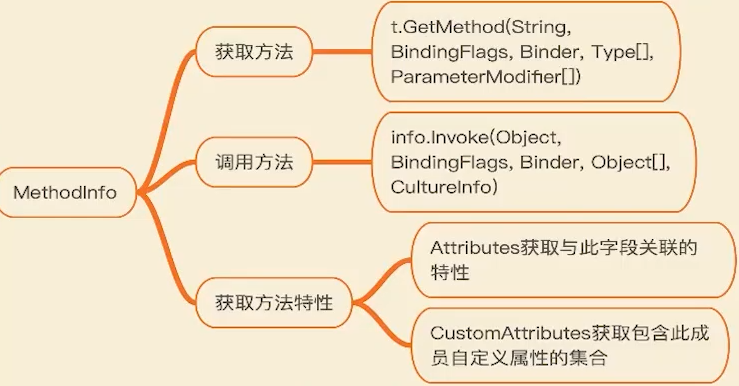 MethodInfo
获取方法
t.GetMethod(String,
BindingFlags, Binder, Type[],
ParameterModifier[])
调用方法
info.Invoke(Object,
BindingFlags, Binder, Object[],
CultureInfo)
获取方法特性
Attributes获取与此字段关联的
特性
CustomAttributes获取包含此成
员自定义属性的集合